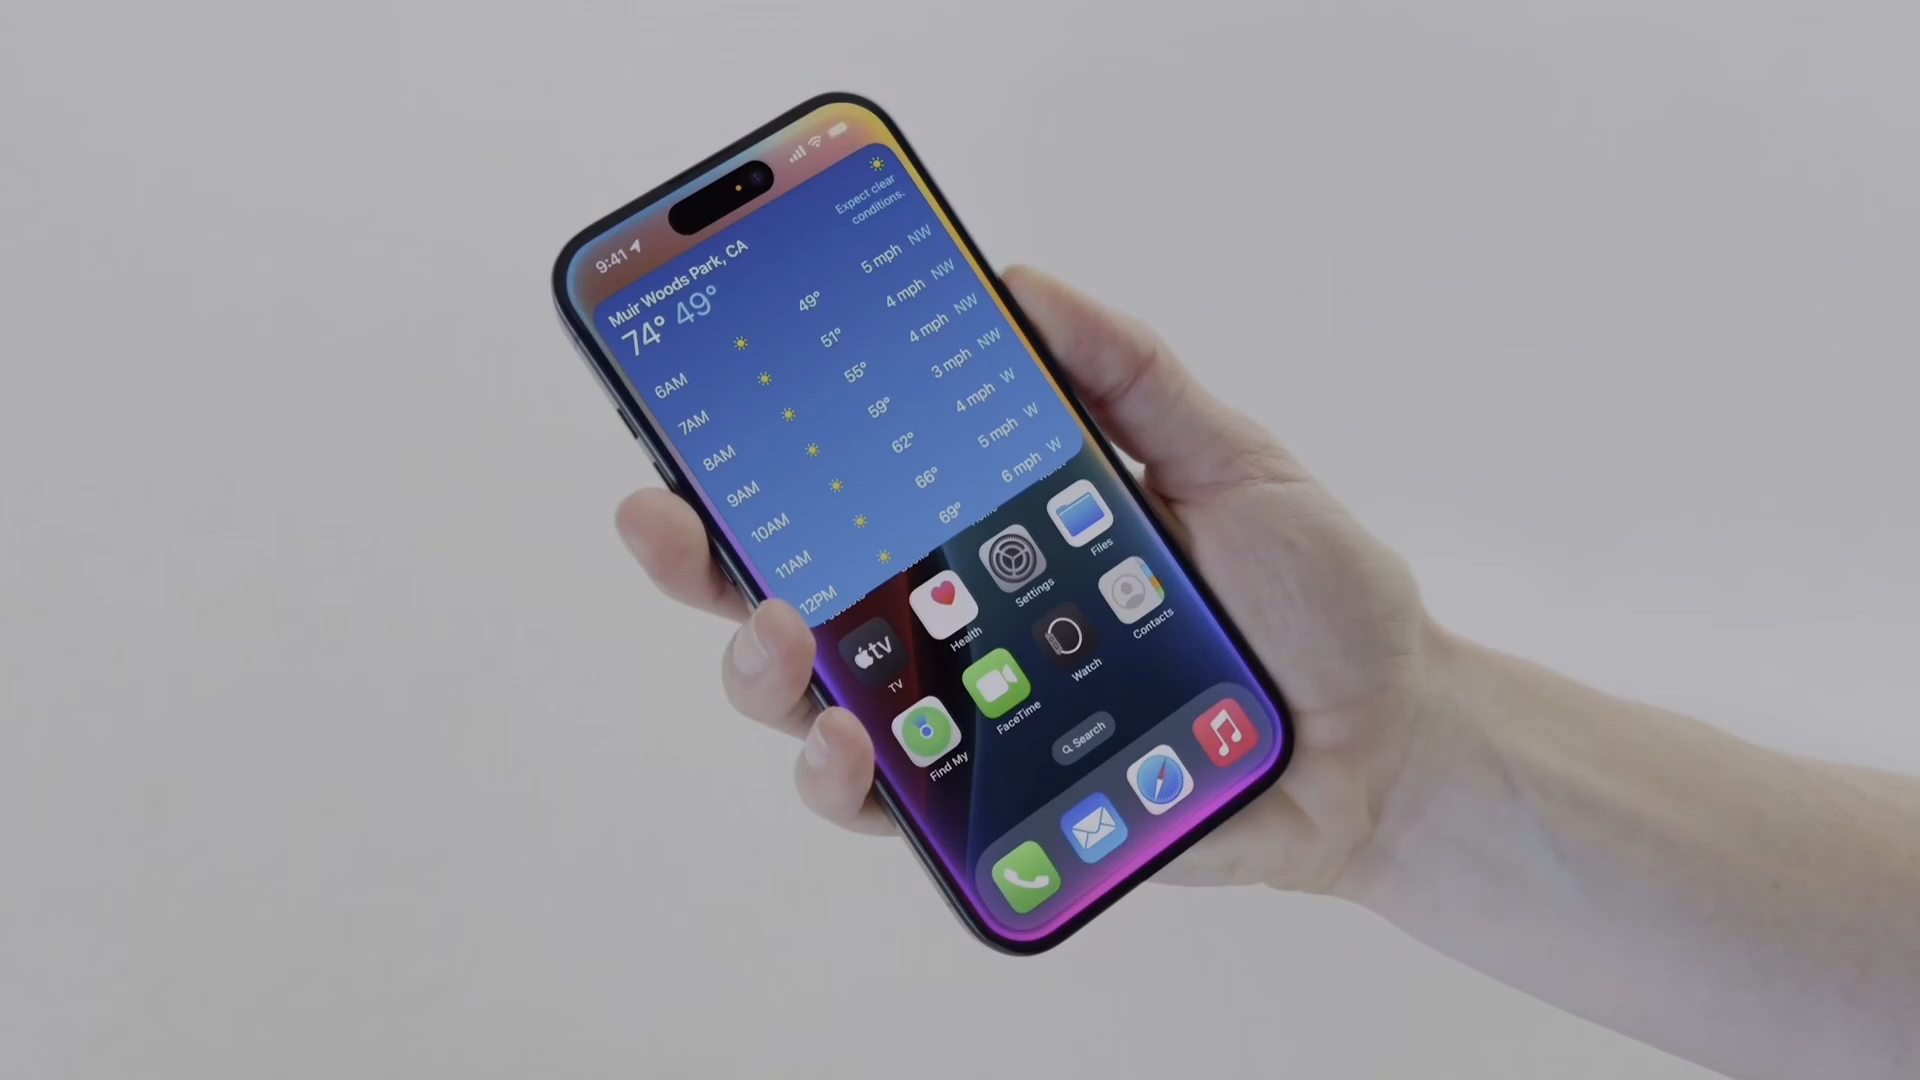 9:41
Expect clear
conditions.
Muir Woods Park, CA
74° 49°
6AM 49° 5 mph NW
7AM 51° 4 mph NW
8AM 55° 4 mph NW
9AM 59° 3 mph NW
10AM 62° 4 mph W
11AM 66° 5 mph W
12PM 69° 6 mph W
tv
TV
Health
Settings
Files
Find My
FaceTime
Watch
Contacts
Search